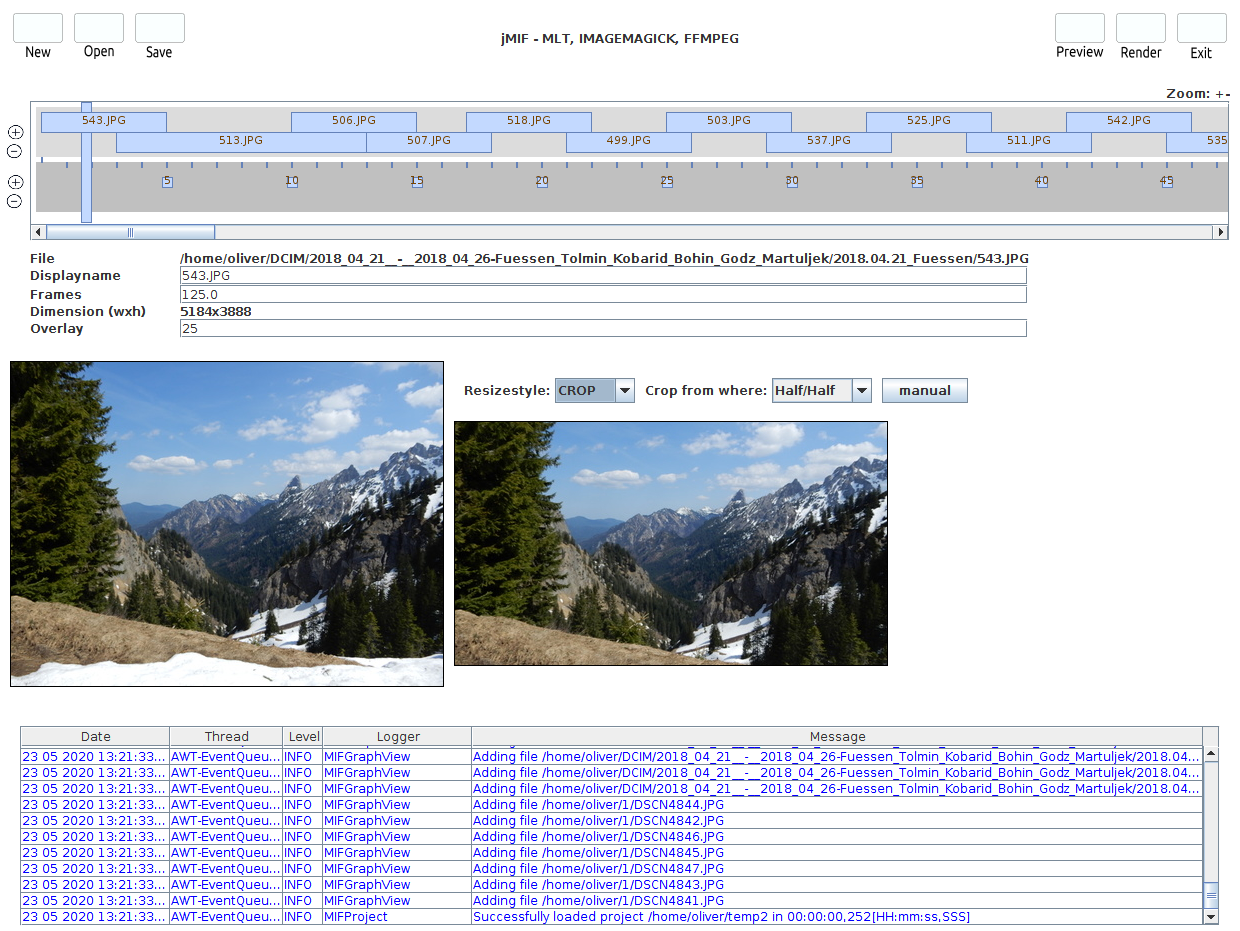 New Open Save
jMIF - MLT, IMAGEMAGICK, FFMPEG
Preview Render Exit
Zoom: +-
543.JPG 506.JPG 518.JPG 503.JPG 525.JPG 542.JPG
513.JPG 507.JPG 499.JPG 537.JPG 511.JPG 535
5 10 15 20 25 30 35 40 45
File /home/oliver/DCIM/2018_04_21__-__2018_04_26-Fuessen_Tolmin_Kobarid_Bohin_Godz_Martuljek/2018.04.21_Fuessen/543.JPG
Displayname 543.JPG
Frames 125.0
Dimension (wxh) 5184x3888
Overlay 25
Resizestyle: CROP Crop from where: Half/Half manual
Date Thread Level Logger Message
23 05 2020 13:21:33... AWT-EventQueu... INFO MIFGraphView Adding file /home/oliver/DCIM/2018_04_21__-__2018_04_26-Fuessen_Tolmin_Kobarid_Bohin_Godz_Martuljek/2018.04...
23 05 2020 13:21:33... AWT-EventQueu... INFO MIFGraphView Adding file /home/oliver/DCIM/2018_04_21__-__2018_04_26-Fuessen_Tolmin_Kobarid_Bohin_Godz_Martuljek/2018.04...
23 05 2020 13:21:33... AWT-EventQueu... INFO MIFGraphView Adding file /home/oliver/DCIM/2018_04_21__-__2018_04_26-Fuessen_Tolmin_Kobarid_Bohin_Godz_Martuljek/2018.04...
23 05 2020 13:21:33... AWT-EventQueu... INFO MIFGraphView Adding file /home/oliver/1/DSCN4844.JPG
23 05 2020 13:21:33... AWT-EventQueu... INFO MIFGraphView Adding file /home/oliver/1/DSCN4842.JPG
23 05 2020 13:21:33... AWT-EventQueu... INFO MIFGraphView Adding file /home/oliver/1/DSCN4846.JPG
23 05 2020 13:21:33... AWT-EventQueu... INFO MIFGraphView Adding file /home/oliver/1/DSCN4845.JPG
23 05 2020 13:21:33... AWT-EventQueu... INFO MIFGraphView Adding file /home/oliver/1/DSCN4847.JPG
23 05 2020 13:21:33... AWT-EventQueu... INFO MIFGraphView Adding file /home/oliver/1/DSCN4843.JPG
23 05 2020 13:21:33... AWT-EventQueu... INFO MIFGraphView Adding file /home/oliver/1/DSCN4841.JPG
23 05 2020 13:21:33... AWT-EventQueu... INFO MIFProject Successfully loaded project /home/oliver/temp2 in 00:00:00,252[HH:mm:ss,SSS]